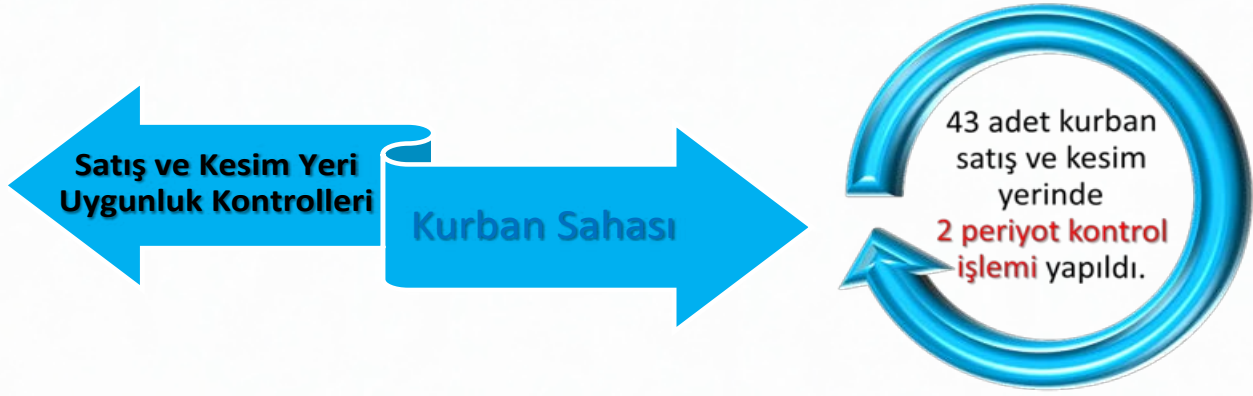 Satış ve Kesim Yeri
Uygunluk Kontrolleri
Kurban Sahası
43 adet kurban
satış ve kesim
yerinde
2 periyot kontrol
işlemi yapıldı.